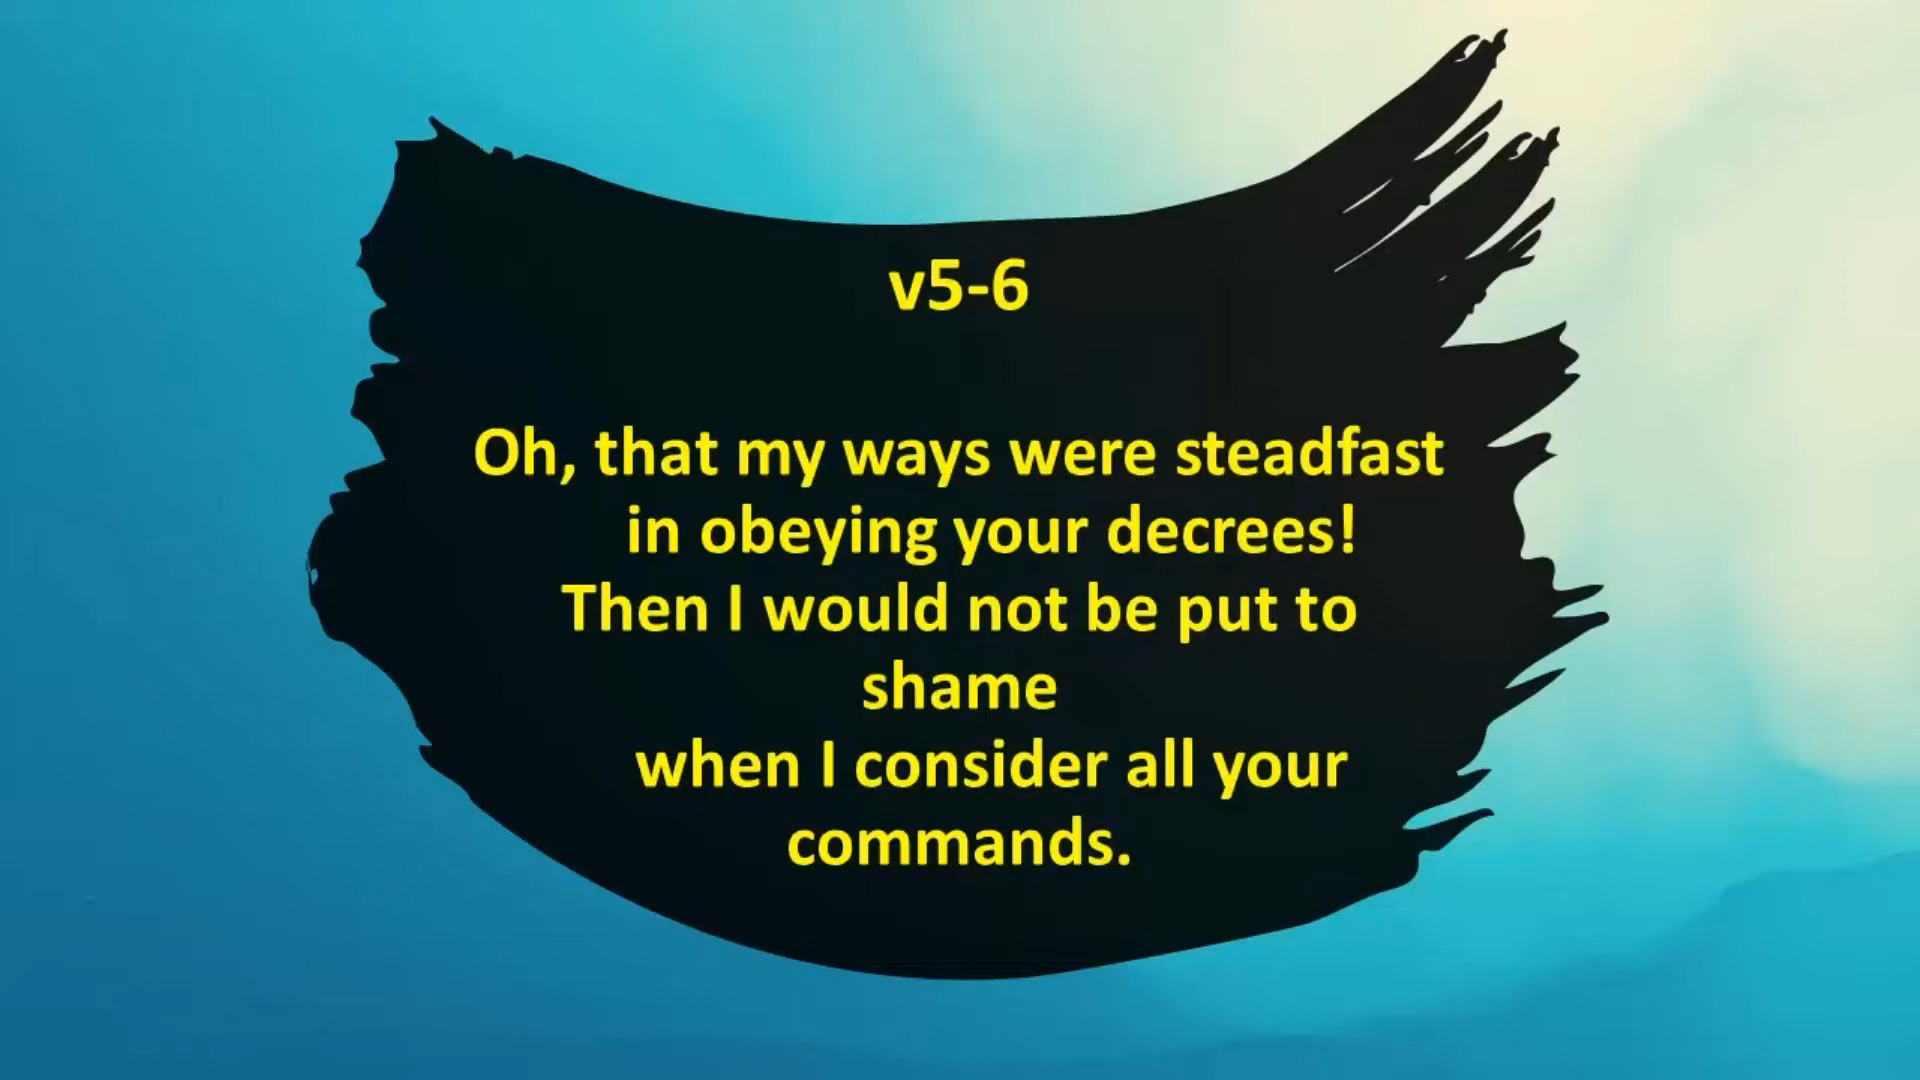 v5-6
Oh, that my ways were steadfast
in obeying your decrees!
Then I would not be put to
shame
when I consider all your
commands.